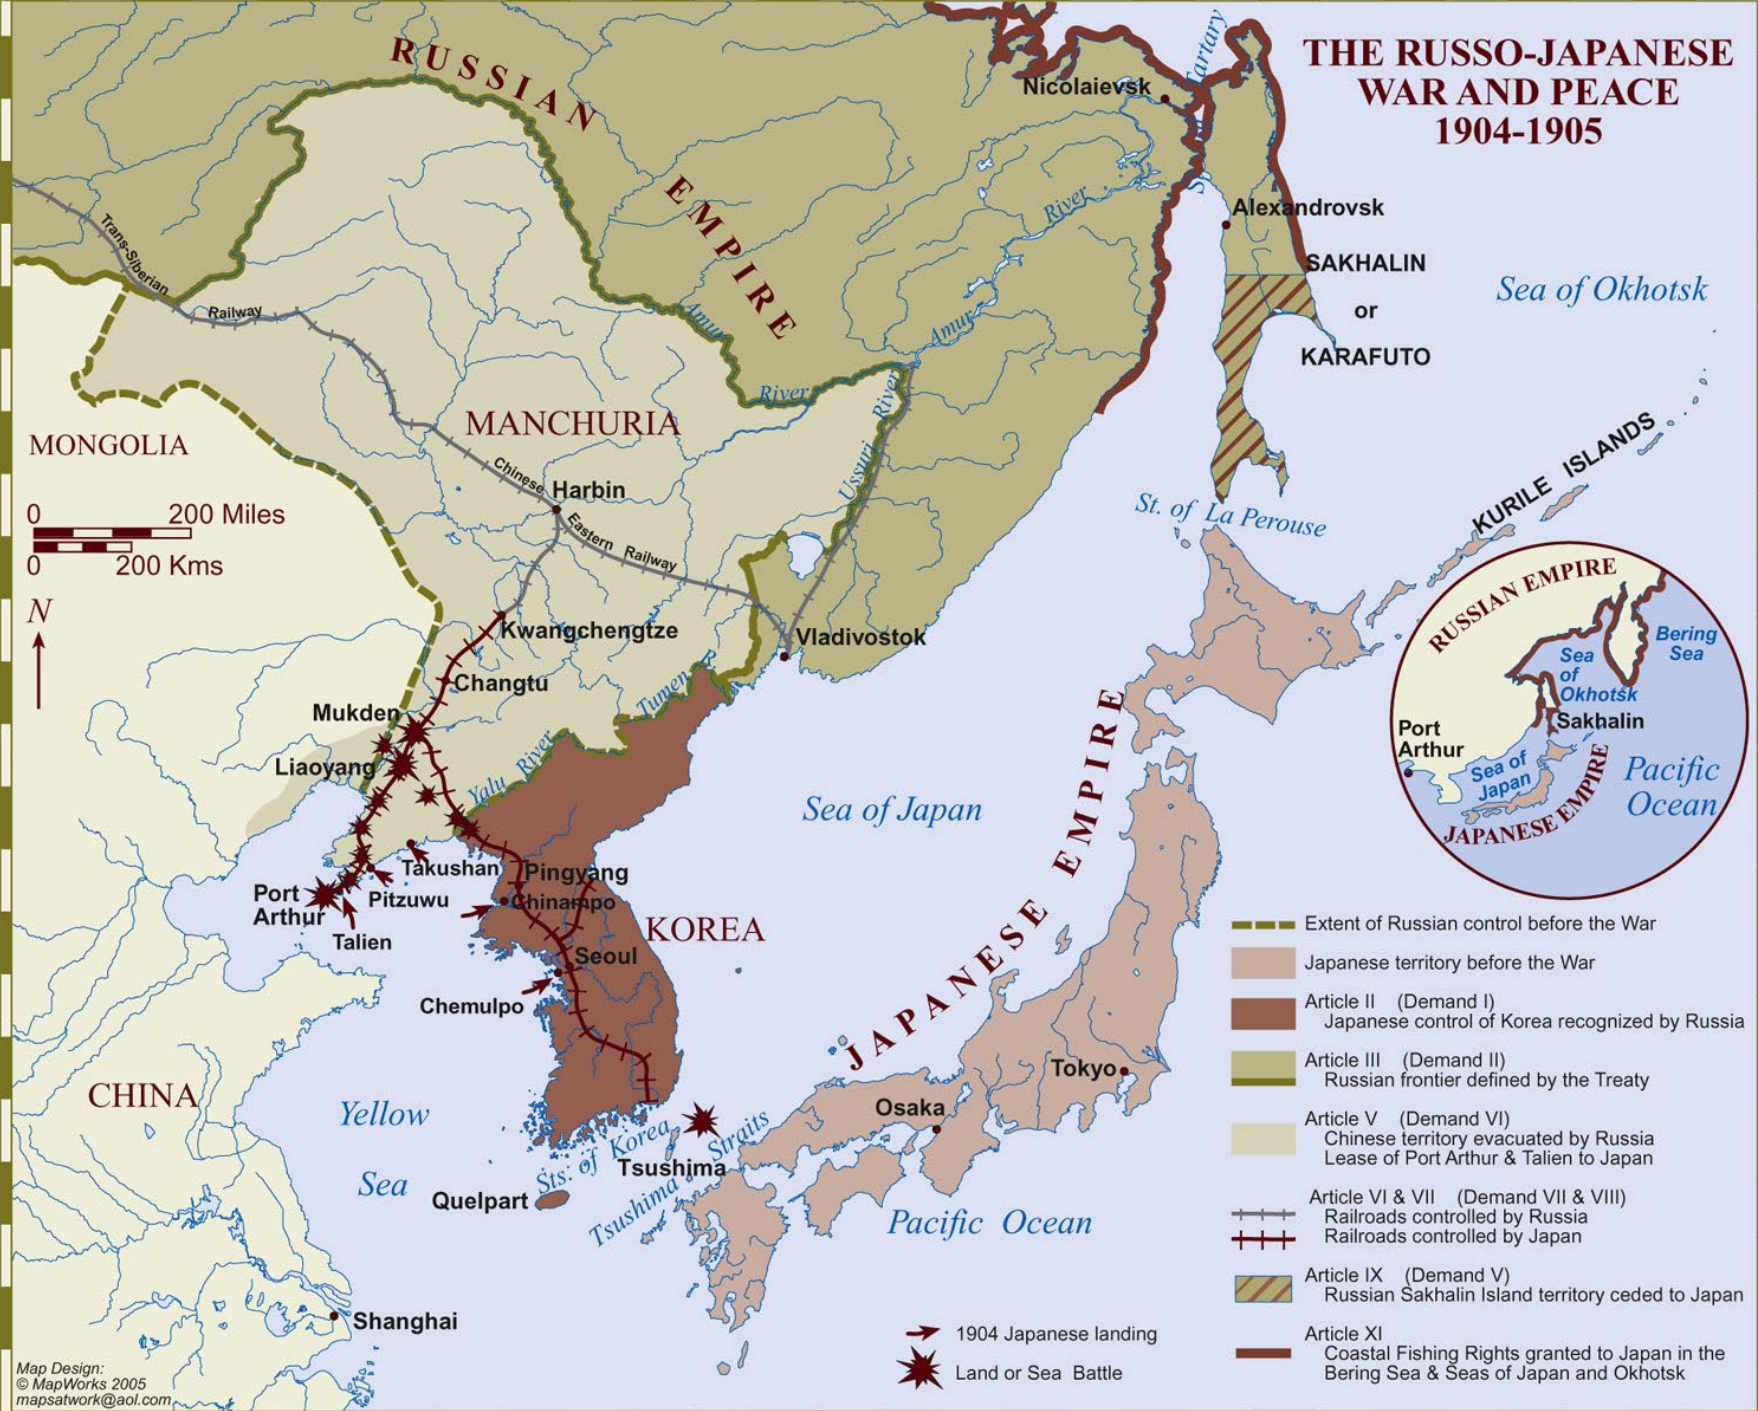 THE RUSSO-JAPANESE
WAR AND PEACE
1904-1905
RUSSIAN
EMPIRE
Nicolaievsk
Tartary
Alexandrovsk
SAKHALIN
or
KARAFUTO
Sea of Okhotsk
Trans-Siberian
Railway
Amur
River
Amur
River
Ussuri
River
MONGOLIA
MANCHURIA
Chinese
Harbin
Eastern Railway
0 200 Miles
0 200 Kms
N
St. of La Perouse
KURILE ISLANDS
Kwangchengtze
Vladivostok
Changtu
Tumen R.
Mukden
Liaoyang
Yalu River
Takushan
Pitzuwu
Port
Arthur
Talien
Pingyang
Chinampo
KOREA
Seoul
Chemulpo
Sea of Japan
JAPANESE EMPIRE
RUSSIAN EMPIRE
Bering
Sea
Sea
of
Okhotsk
Sakhalin
Port
Arthur
Sea of
Japan
JAPANESE EMPIRE
Pacific
Ocean
CHINA
Yellow
Sea
Tokyo
Osaka
Sts. of Korea
Tsushima
Tsushima Straits
Quelpart
Pacific Ocean
Shanghai
Extent of Russian control before the War
Japanese territory before the War
Article II (Demand I)
Japanese control of Korea recognized by Russia
Article III (Demand II)
Russian frontier defined by the Treaty
Article V (Demand VI)
Chinese territory evacuated by Russia
Lease of Port Arthur & Talien to Japan
Article VI & VII (Demand VII & VIII)
Railroads controlled by Russia
Railroads controlled by Japan
Article IX (Demand V)
Russian Sakhalin Island territory ceded to Japan
Article XI
Coastal Fishing Rights granted to Japan in the
Bering Sea & Seas of Japan and Okhotsk
1904 Japanese landing
Land or Sea Battle
Map Design:
© MapWorks 2005
mapsatwork@aol.com